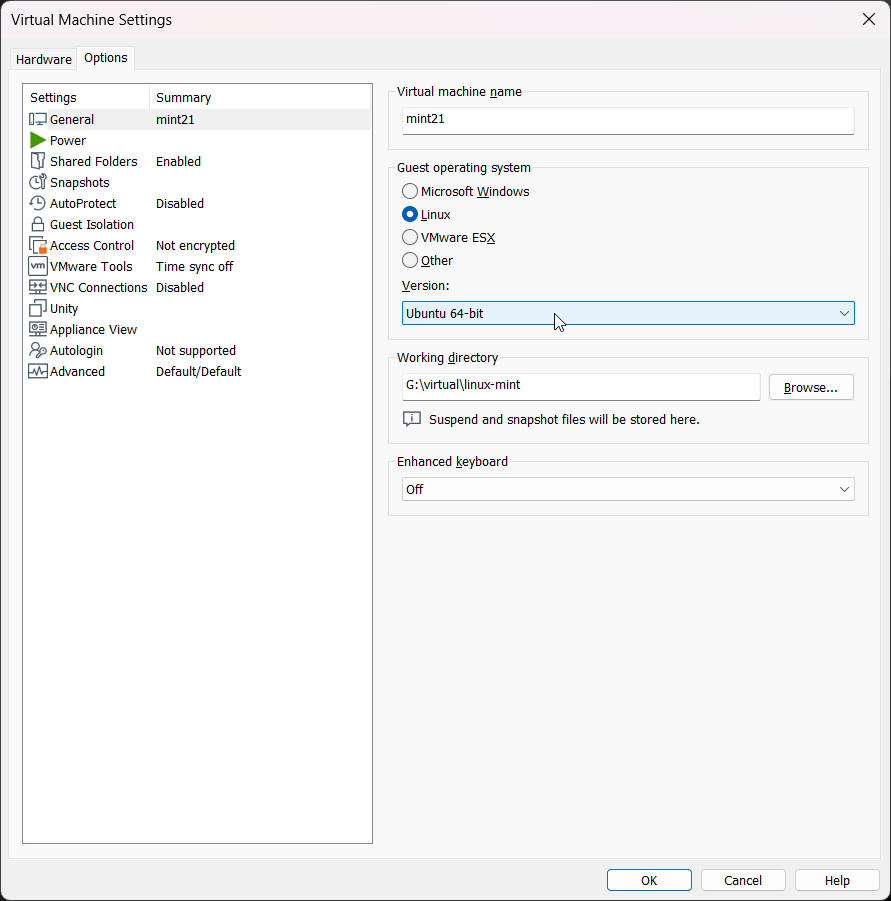 Virtual Machine Settings
Hardware Options
Settings Summary
General mint21
Power
Shared Folders Enabled
Snapshots
AutoProtect Disabled
Guest Isolation
Access Control Not encrypted
vm VMware Tools Time sync off
VNC Connections Disabled
Unity
Appliance View
Autologin Not supported
Advanced Default/Default
Virtual machine name
mint21
Guest operating system
Microsoft Windows
Linux
VMware ESX
Other
Version:
Ubuntu 64-bit
Working directory
G:\virtual\linux-mint
Browse...
Suspend and snapshot files will be stored here.
Enhanced keyboard
Off
OK Cancel Help